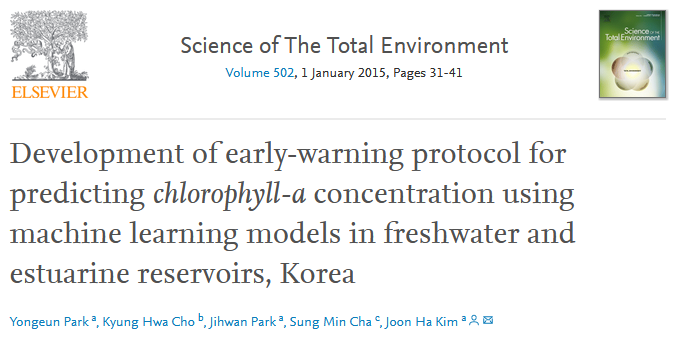 Science of The Total Environment
Volume 502, 1 January 2015, Pages 31-41
ELSEVIER
Science of the
Total Environment
Development of early-warning protocol for
predicting chlorophyll-a concentration using
machine learning models in freshwater and
estuarine reservoirs, Korea
Yongeun Park a, Kyung Hwa Cho b, Jihwan Park a, Sung Min Cha c, Joon Ha Kim a